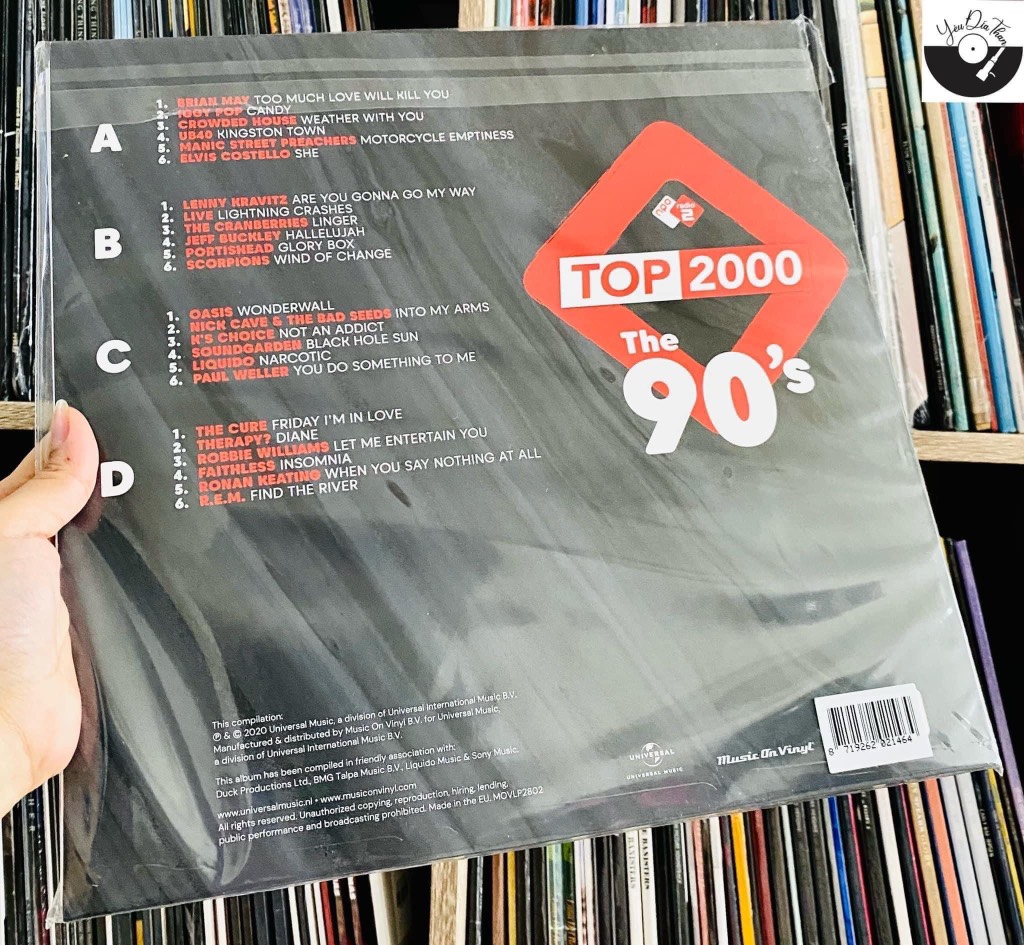 Yêu Đĩa Than
A
1. BRIAN MAY TOO MUCH LOVE WILL KILL YOU
2. IGGY POP CANDY
3. CROWDED HOUSE WEATHER WITH YOU
4. UB40 KINGSTON TOWN
5. MANIC STREET PREACHERS MOTORCYCLE EMPTINESS
6. ELVIS COSTELLO SHE
B
1. LENNY KRAVITZ ARE YOU GONNA GO MY WAY
2. LIVE LIGHTNING CRASHES
3. THE CRANBERRIES LINGER
4. JEFF BUCKLEY HALLELUJAH
5. PORTISHEAD GLORY BOX
6. SCORPIONS WIND OF CHANGE
C
1. OASIS WONDERWALL
2. NICK CAVE & THE BAD SEEDS INTO MY ARMS
3. K'S CHOICE NOT AN ADDICT
4. SOUNDGARDEN BLACK HOLE SUN
5. LIQUIDO NARCOTIC
6. PAUL WELLER YOU DO SOMETHING TO ME
D
1. THE CURE FRIDAY I'M IN LOVE
2. THERAPY? DIANE
3. ROBBIE WILLIAMS LET ME ENTERTAIN YOU
4. FAITHLESS INSOMNIA
5. RONAN KEATING WHEN YOU SAY NOTHING AT ALL
6. R.E.M. FIND THE RIVER
npo radio 2
TOP 2000
The
90's
This compilation:
℗ & © 2020 Universal Music, a division of Universal International Music B.V.
Manufactured & distributed by Music On Vinyl B.V. for Universal Music,
a division of Universal International Music B.V.
This album has been compiled in friendly association with:
Duck Productions Ltd., BMG Talpa Music B.V., Liquido Music & Sony Music.
www.universalmusic.nl • www.musiconvinyl.com
All rights reserved. Unauthorized copying, reproduction, hiring, lending,
public performance and broadcasting prohibited. Made in the EU. MOVLP2802
UNIVERSAL
UNIVERSAL MUSIC
Music On Vinyl
8 719262 021464
BANISTERS